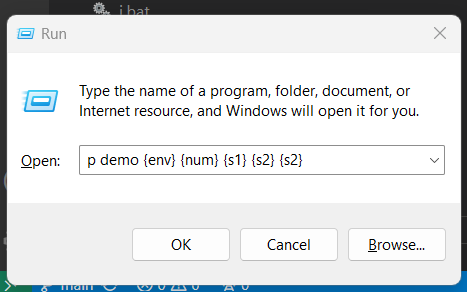 i.bat
Run
Type the name of a program, folder, document, or
Internet resource, and Windows will open it for you.
Open: p demo {env} {num} {s1} {s2} {s2}
OK Cancel Browse...
main 0 0 0